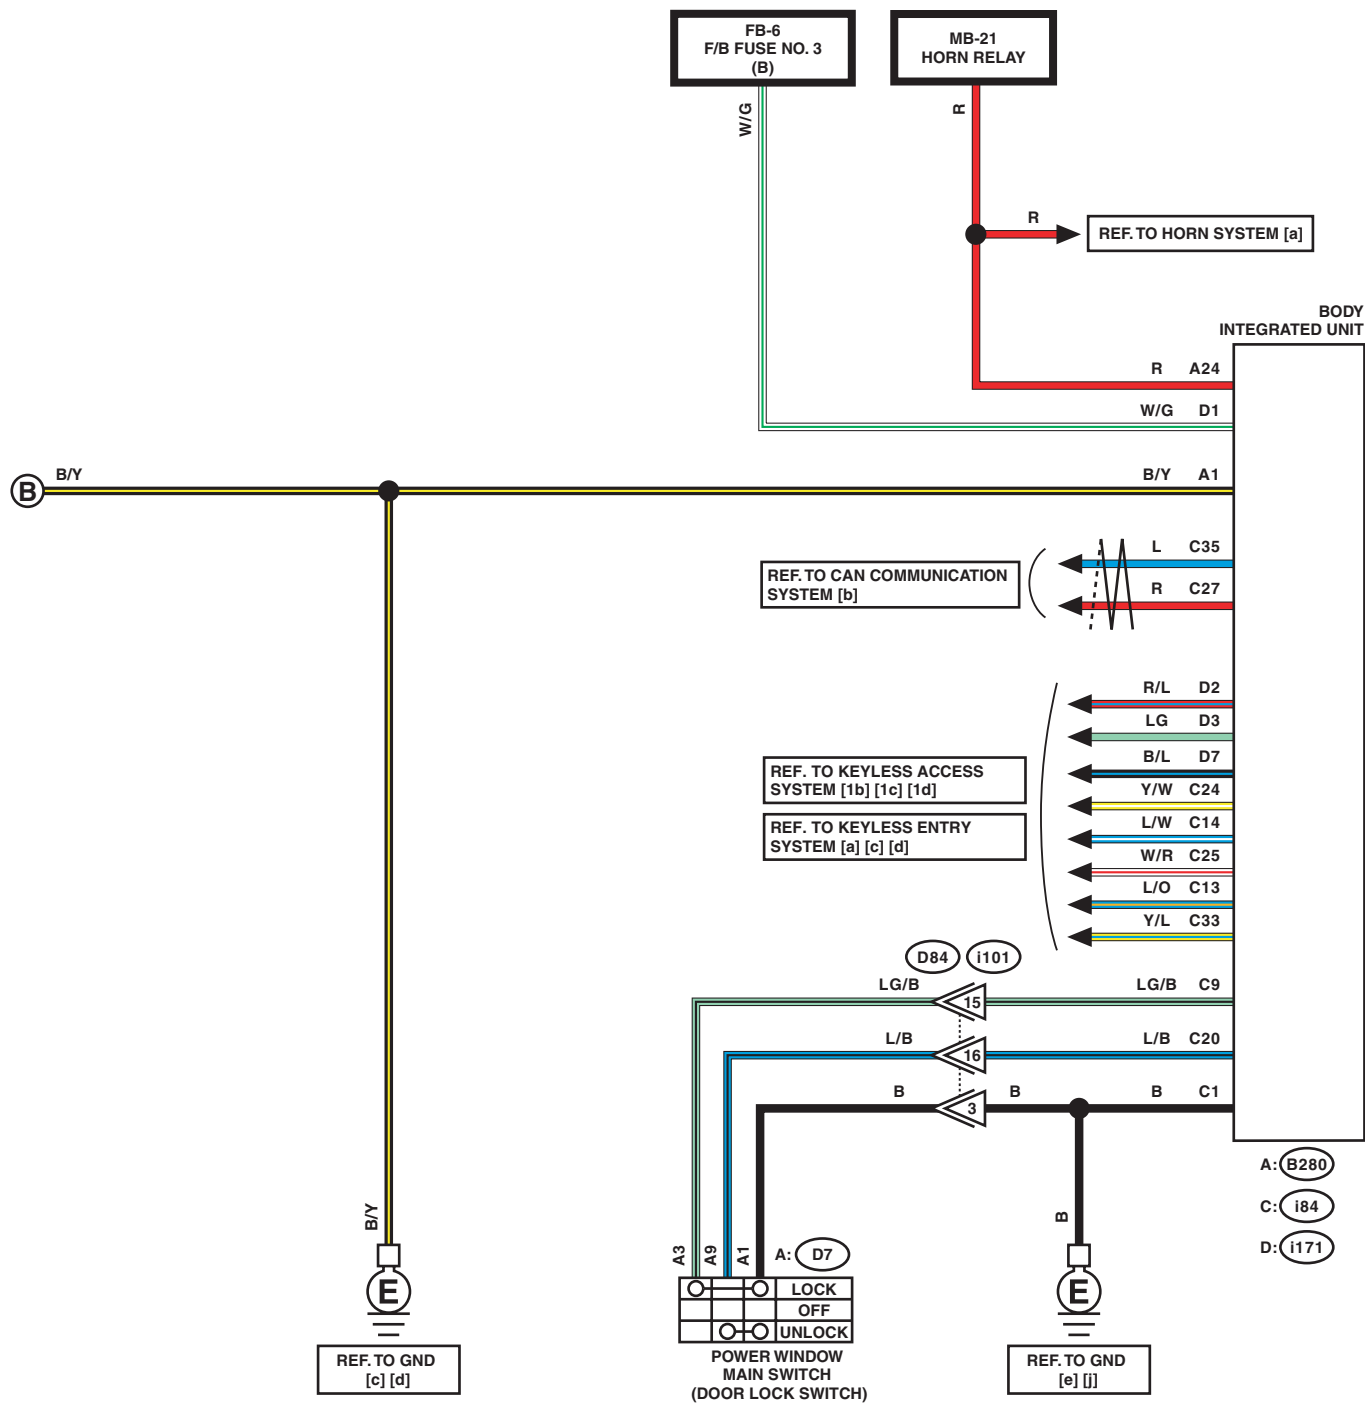 FB-6
F/B FUSE NO. 3
(B)
MB-21
HORN RELAY
W/G
R
R
REF. TO HORN SYSTEM [a]
BODY
INTEGRATED UNIT
R A24
W/G D1
B
B/Y
B/Y A1
L C35
REF. TO CAN COMMUNICATION
SYSTEM [b]
R C27
R/L D2
LG D3
B/L D7
REF. TO KEYLESS ACCESS
SYSTEM [1b] [1c] [1d]
Y/W C24
REF. TO KEYLESS ENTRY
SYSTEM [a] [c] [d]
L/W C14
W/R C25
L/O C13
Y/L C33
D84 i101
LG/B 15 LG/B C9
L/B 16 L/B C20
B 3 B B C1
A: B280
C: i84
D: i171
B/Y
B
A3 A9 A1 A: D7
E
LOCK
OFF
UNLOCK
E
REF. TO GND
[c] [d]
POWER WINDOW
MAIN SWITCH
(DOOR LOCK SWITCH)
REF. TO GND
[e] [j]